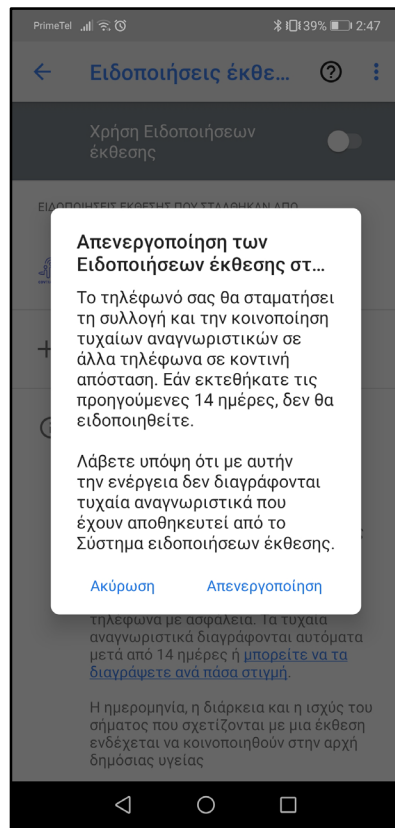 PrimeTel 39% 2:47
Ειδοποιήσεις έκθε...
Χρήση Ειδοποιήσεων
έκθεσης
ΕΙΔΟΠΟΙΗΣΕΙΣ ΕΚΘΕΣΗΣ ΠΟΥ ΣΤΑΛΘΗΚΑΝ ΑΠΟ
Απενεργοποίηση των
Ειδοποιήσεων έκθεσης στ...
Το τηλέφωνό σας θα σταματήσει
τη συλλογή και την κοινοποίηση
τυχαίων αναγνωριστικών σε
άλλα τηλέφωνα σε κοντινή
απόσταση. Εάν εκτεθήκατε τις
προηγούμενες 14 ημέρες, δεν θα
ειδοποιηθείτε.
Λάβετε υπόψη ότι με αυτήν
την ενέργεια δεν διαγράφονται
τυχαία αναγνωριστικά που
έχουν αποθηκευτεί από το
Σύστημα ειδοποιήσεων έκθεσης.
Ακύρωση Απενεργοποίηση
τηλέφωνα με ασφάλεια. Τα τυχαία
αναγνωριστικά διαγράφονται αυτόματα
μετά από 14 ημέρες ή μπορείτε να τα
διαγράψετε ανά πάσα στιγμή.
Η ημερομηνία, η διάρκεια και η ισχύς του
σήματος που σχετίζονται με μια έκθεση
ενδέχεται να κοινοποιηθούν στην αρχή
δημόσιας υγείας